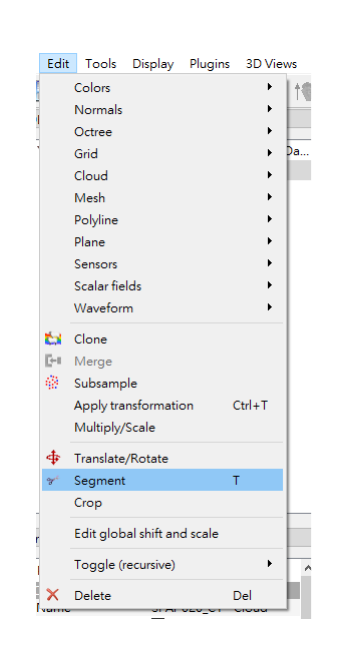 Edit Tools Display Plugins 3D Views
Colors
Normals
Octree
Da...
Grid
Cloud
Mesh
Polyline
Plane
Sensors
Scalar fields
Waveform
Clone
Merge
Subsample
Apply transformation Ctrl+T
Multiply/Scale
Translate/Rotate
Segment T
Crop
Edit global shift and scale
Toggle (recursive)
Delete Del